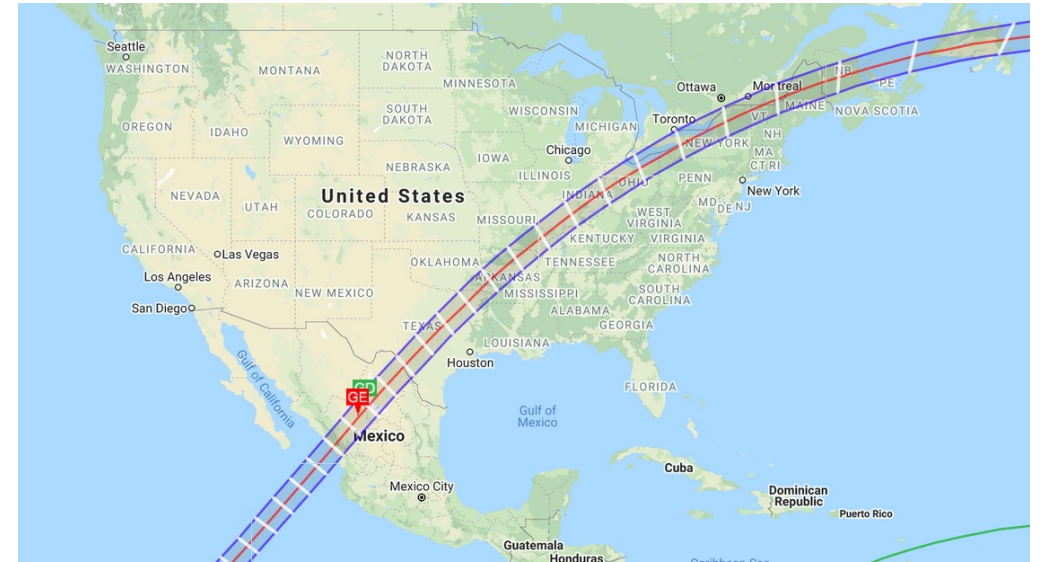 Seattle
WASHINGTON
MONTANA
NORTH
DAKOTA
MINNESOTA
Ottawa
Montreal
NB
PE
MAINE
NOVA SCOTIA
OREGON
IDAHO
SOUTH
DAKOTA
WYOMING
WISCONSIN
MICHIGAN
Toronto
VT
NH
NEW YORK
MA
CT RI
Chicago
IOWA
NEBRASKA
ILLINOIS
INDIANA
OHIO
PENN
New York
NEVADA
UTAH
United States
COLORADO
KANSAS
MISSOURI
WEST
VIRGINIA
MD
DE
NJ
KENTUCKY
VIRGINIA
CALIFORNIA
Las Vegas
Los Angeles
ARIZONA
NEW MEXICO
OKLAHOMA
ARKANSAS
TENNESSEE
NORTH
CAROLINA
San Diego
MISSISSIPPI
SOUTH
CAROLINA
ALABAMA
GEORGIA
TEXAS
LOUISIANA
Houston
Gulf of California
GD
GE
FLORIDA
Gulf of
Mexico
Mexico
Mexico City
Cuba
Dominican
Republic
Puerto Rico
Guatemala
Honduras
Caribbean Sea